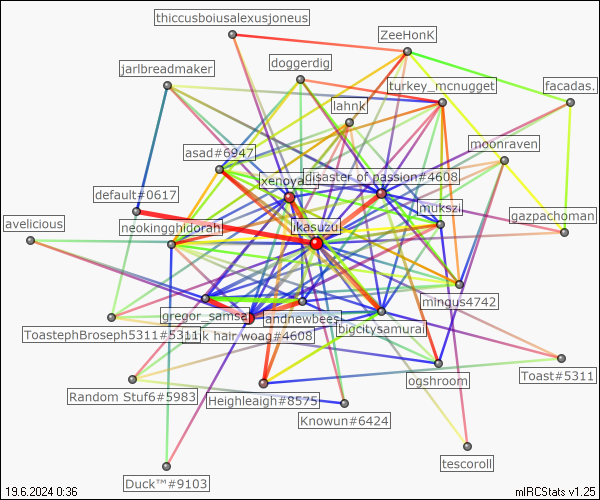 thiccusboiusalexusjoneus
ZeeHonK
doggerdig
jarlbreadmaker
turkey_mcnugget
facadas.
lahnk
moonraven
asad#6947
disaster of passion#4608
xenoya
default#0617
mukszi
gazpachoman
avelicious
neokingghidorah
ikasuzui
mingus4742
gregor_samsa
andnewbees
bigcitysamurai
ToastephBroseph5311#5311
hair woag#4608
ogshroom
Toast#5311
Random Stuf6#5983
Heighleaigh#8575
Knowun#6424
tescoroll
Duck™#9103
19.6.2024 0:36
mIRCStats v1.25